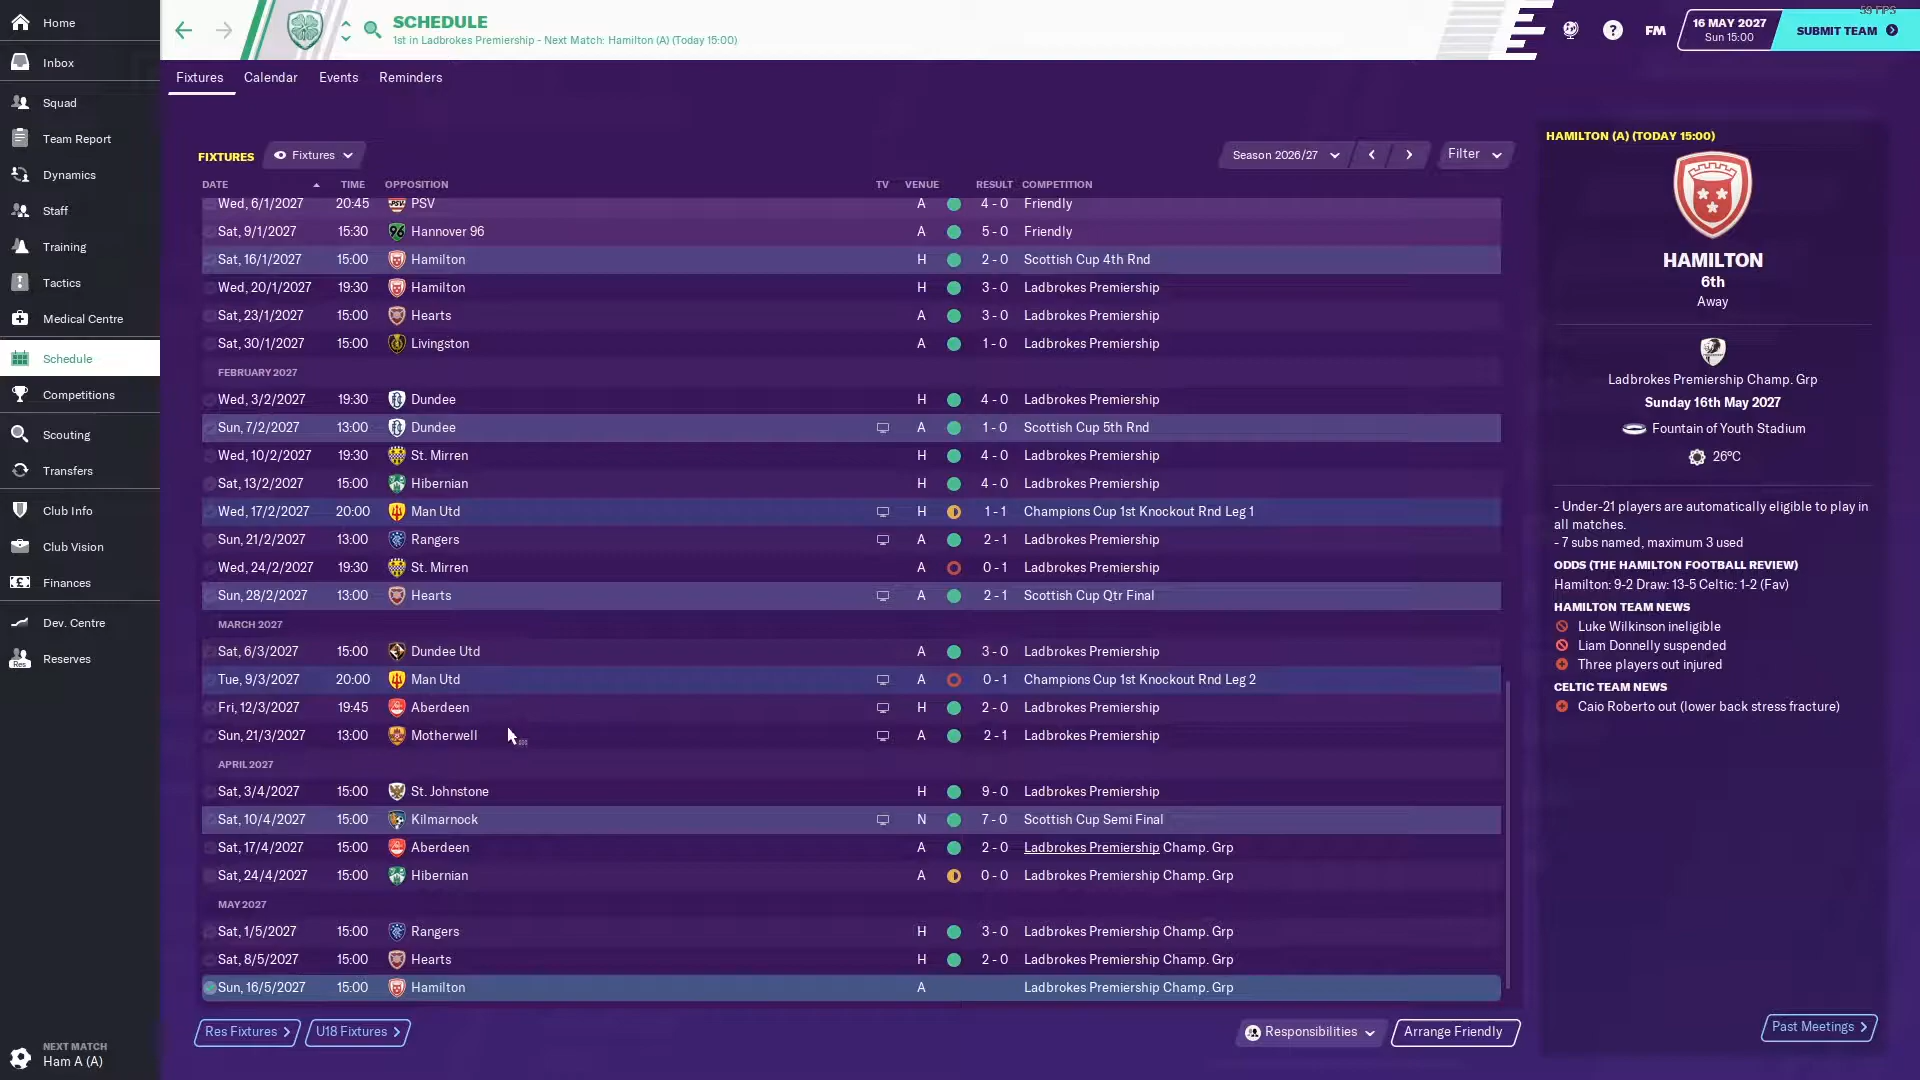 Home
Inbox
Squad
Team Report
Dynamics
Staff
Training
Tactics
Medical Centre
Schedule
Competitions
Scouting
Transfers
Club Info
Club Vision
Finances
Dev. Centre
Reserves
Res
NEXT MATCH
Ham A (A)
SCHEDULE
1st in Ladbrokes Premiership - Next Match: Hamilton (A) (Today 15:00)
59 FPS
FM
16 MAY 2027
Sun 15:00
SUBMIT TEAM
Fixtures Calendar Events Reminders
FIXTURES Fixtures Season 2026/27 Filter
DATE TIME OPPOSITION TV VENUE RESULT COMPETITION
Wed, 6/1/2027 20:45 PSV A 4 - 0 Friendly
Sat, 9/1/2027 15:30 Hannover 96 A 5 - 0 Friendly
Sat, 16/1/2027 15:00 Hamilton H 2 - 0 Scottish Cup 4th Rnd
Wed, 20/1/2027 19:30 Hamilton H 3 - 0 Ladbrokes Premiership
Sat, 23/1/2027 15:00 Hearts A 3 - 0 Ladbrokes Premiership
Sat, 30/1/2027 15:00 Livingston A 1 - 0 Ladbrokes Premiership
FEBRUARY 2027
Wed, 3/2/2027 19:30 Dundee H 4 - 0 Ladbrokes Premiership
Sun, 7/2/2027 13:00 Dundee A 1 - 0 Scottish Cup 5th Rnd
Wed, 10/2/2027 19:30 St. Mirren H 4 - 0 Ladbrokes Premiership
Sat, 13/2/2027 15:00 Hibernian H 4 - 0 Ladbrokes Premiership
Wed, 17/2/2027 20:00 Man Utd H 1 - 1 Champions Cup 1st Knockout Rnd Leg 1
Sun, 21/2/2027 13:00 Rangers A 2 - 1 Ladbrokes Premiership
Wed, 24/2/2027 19:30 St. Mirren A 0 - 1 Ladbrokes Premiership
Sun, 28/2/2027 13:00 Hearts A 2 - 1 Scottish Cup Qtr Final
MARCH 2027
Sat, 6/3/2027 15:00 Dundee Utd A 3 - 0 Ladbrokes Premiership
Tue, 9/3/2027 20:00 Man Utd A 0 - 1 Champions Cup 1st Knockout Rnd Leg 2
Fri, 12/3/2027 19:45 Aberdeen H 2 - 0 Ladbrokes Premiership
Sun, 21/3/2027 13:00 Motherwell A 2 - 1 Ladbrokes Premiership
APRIL 2027
Sat, 3/4/2027 15:00 St. Johnstone H 9 - 0 Ladbrokes Premiership
Sat, 10/4/2027 15:00 Kilmarnock N 7 - 0 Scottish Cup Semi Final
Sat, 17/4/2027 15:00 Aberdeen A 2 - 0 Ladbrokes Premiership Champ. Grp
Sat, 24/4/2027 15:00 Hibernian A 0 - 0 Ladbrokes Premiership Champ. Grp
MAY 2027
Sat, 1/5/2027 15:00 Rangers H 3 - 0 Ladbrokes Premiership Champ. Grp
Sat, 8/5/2027 15:00 Hearts H 2 - 0 Ladbrokes Premiership Champ. Grp
Sun, 16/5/2027 15:00 Hamilton A Ladbrokes Premiership Champ. Grp
Res Fixtures U18 Fixtures Responsibilities Arrange Friendly
HAMILTON (A) (TODAY 15:00)
HAMILTON
6th
Away
Ladbrokes Premiership Champ. Grp
Sunday 16th May 2027
Fountain of Youth Stadium
26°C
- Under-21 players are automatically eligible to play in
all matches.
- 7 subs named, maximum 3 used
ODDS (THE HAMILTON FOOTBALL REVIEW)
Hamilton: 9-2 Draw: 13-5 Celtic: 1-2 (Fav)
HAMILTON TEAM NEWS
Luke Wilkinson ineligible
Liam Donnelly suspended
Three players out injured
CELTIC TEAM NEWS
Caio Roberto out (lower back stress fracture)
Past Meetings